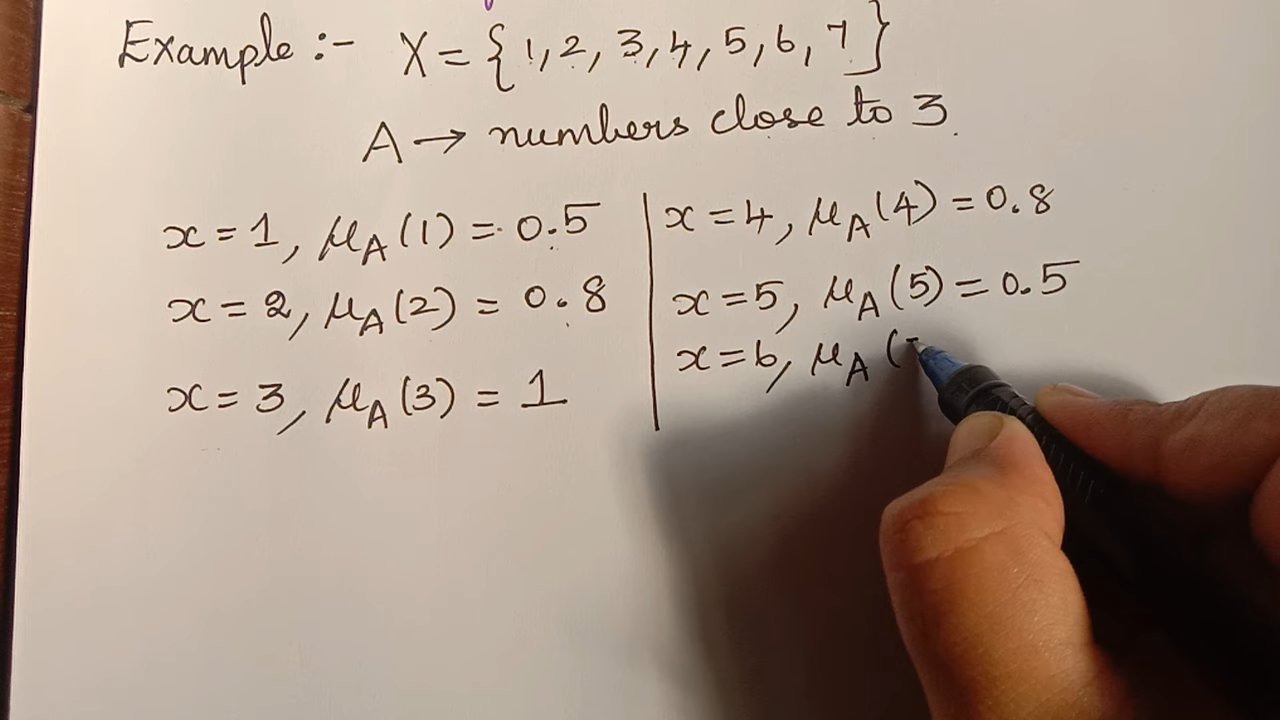 Example :- X = {1, 2, 3, 4, 5, 6, 7}
A → numbers close to 3.
x = 1, μA(1) = 0.5
x = 2, μA(2) = 0.8
x = 3, μA(3) = 1
x = 4, μA(4) = 0.8
x = 5, μA(5) = 0.5
x = 6, μA (